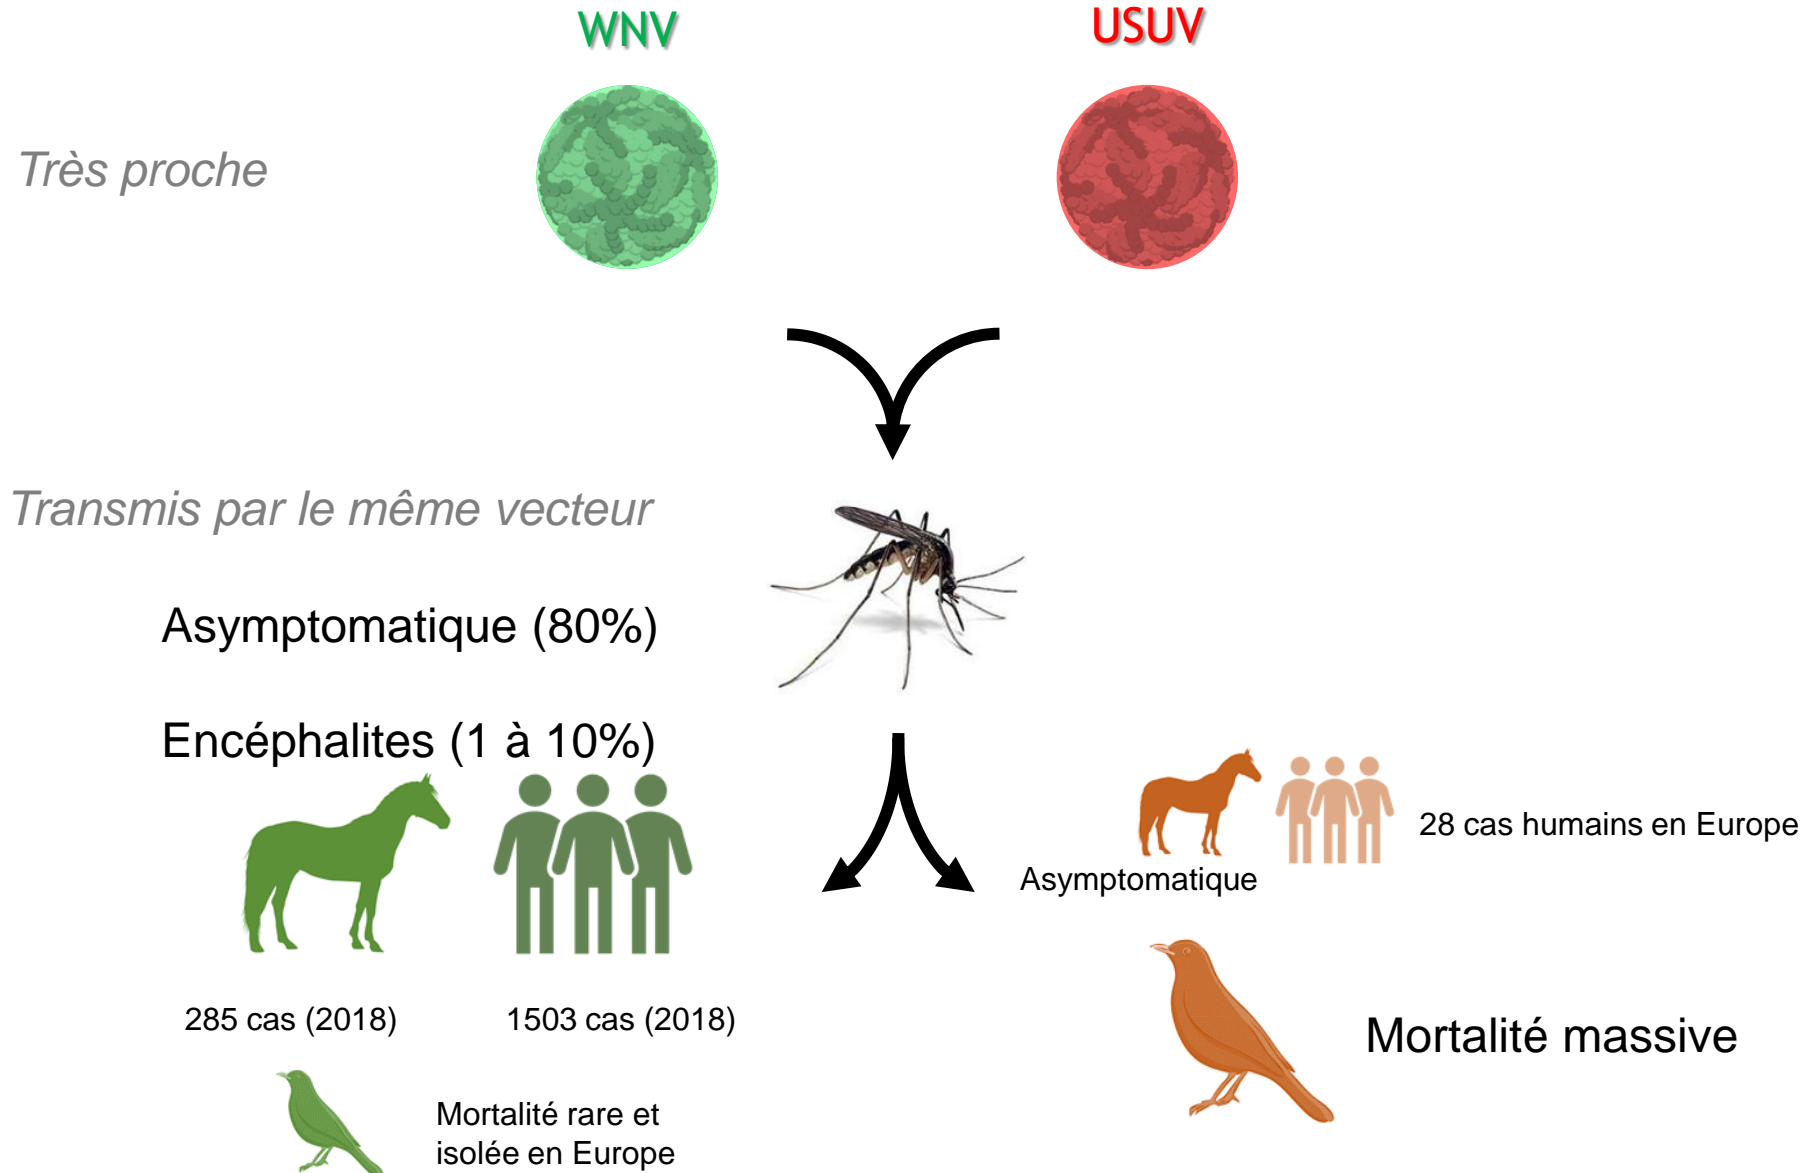 WNV
USUV
Très proche
Transmis par le même vecteur
Asymptomatique (80%)
Encéphalites (1 à 10%)
28 cas humains en Europe
Asymptomatique
285 cas (2018)
1503 cas (2018)
Mortalité massive
Mortalité rare et
isolée en Europe